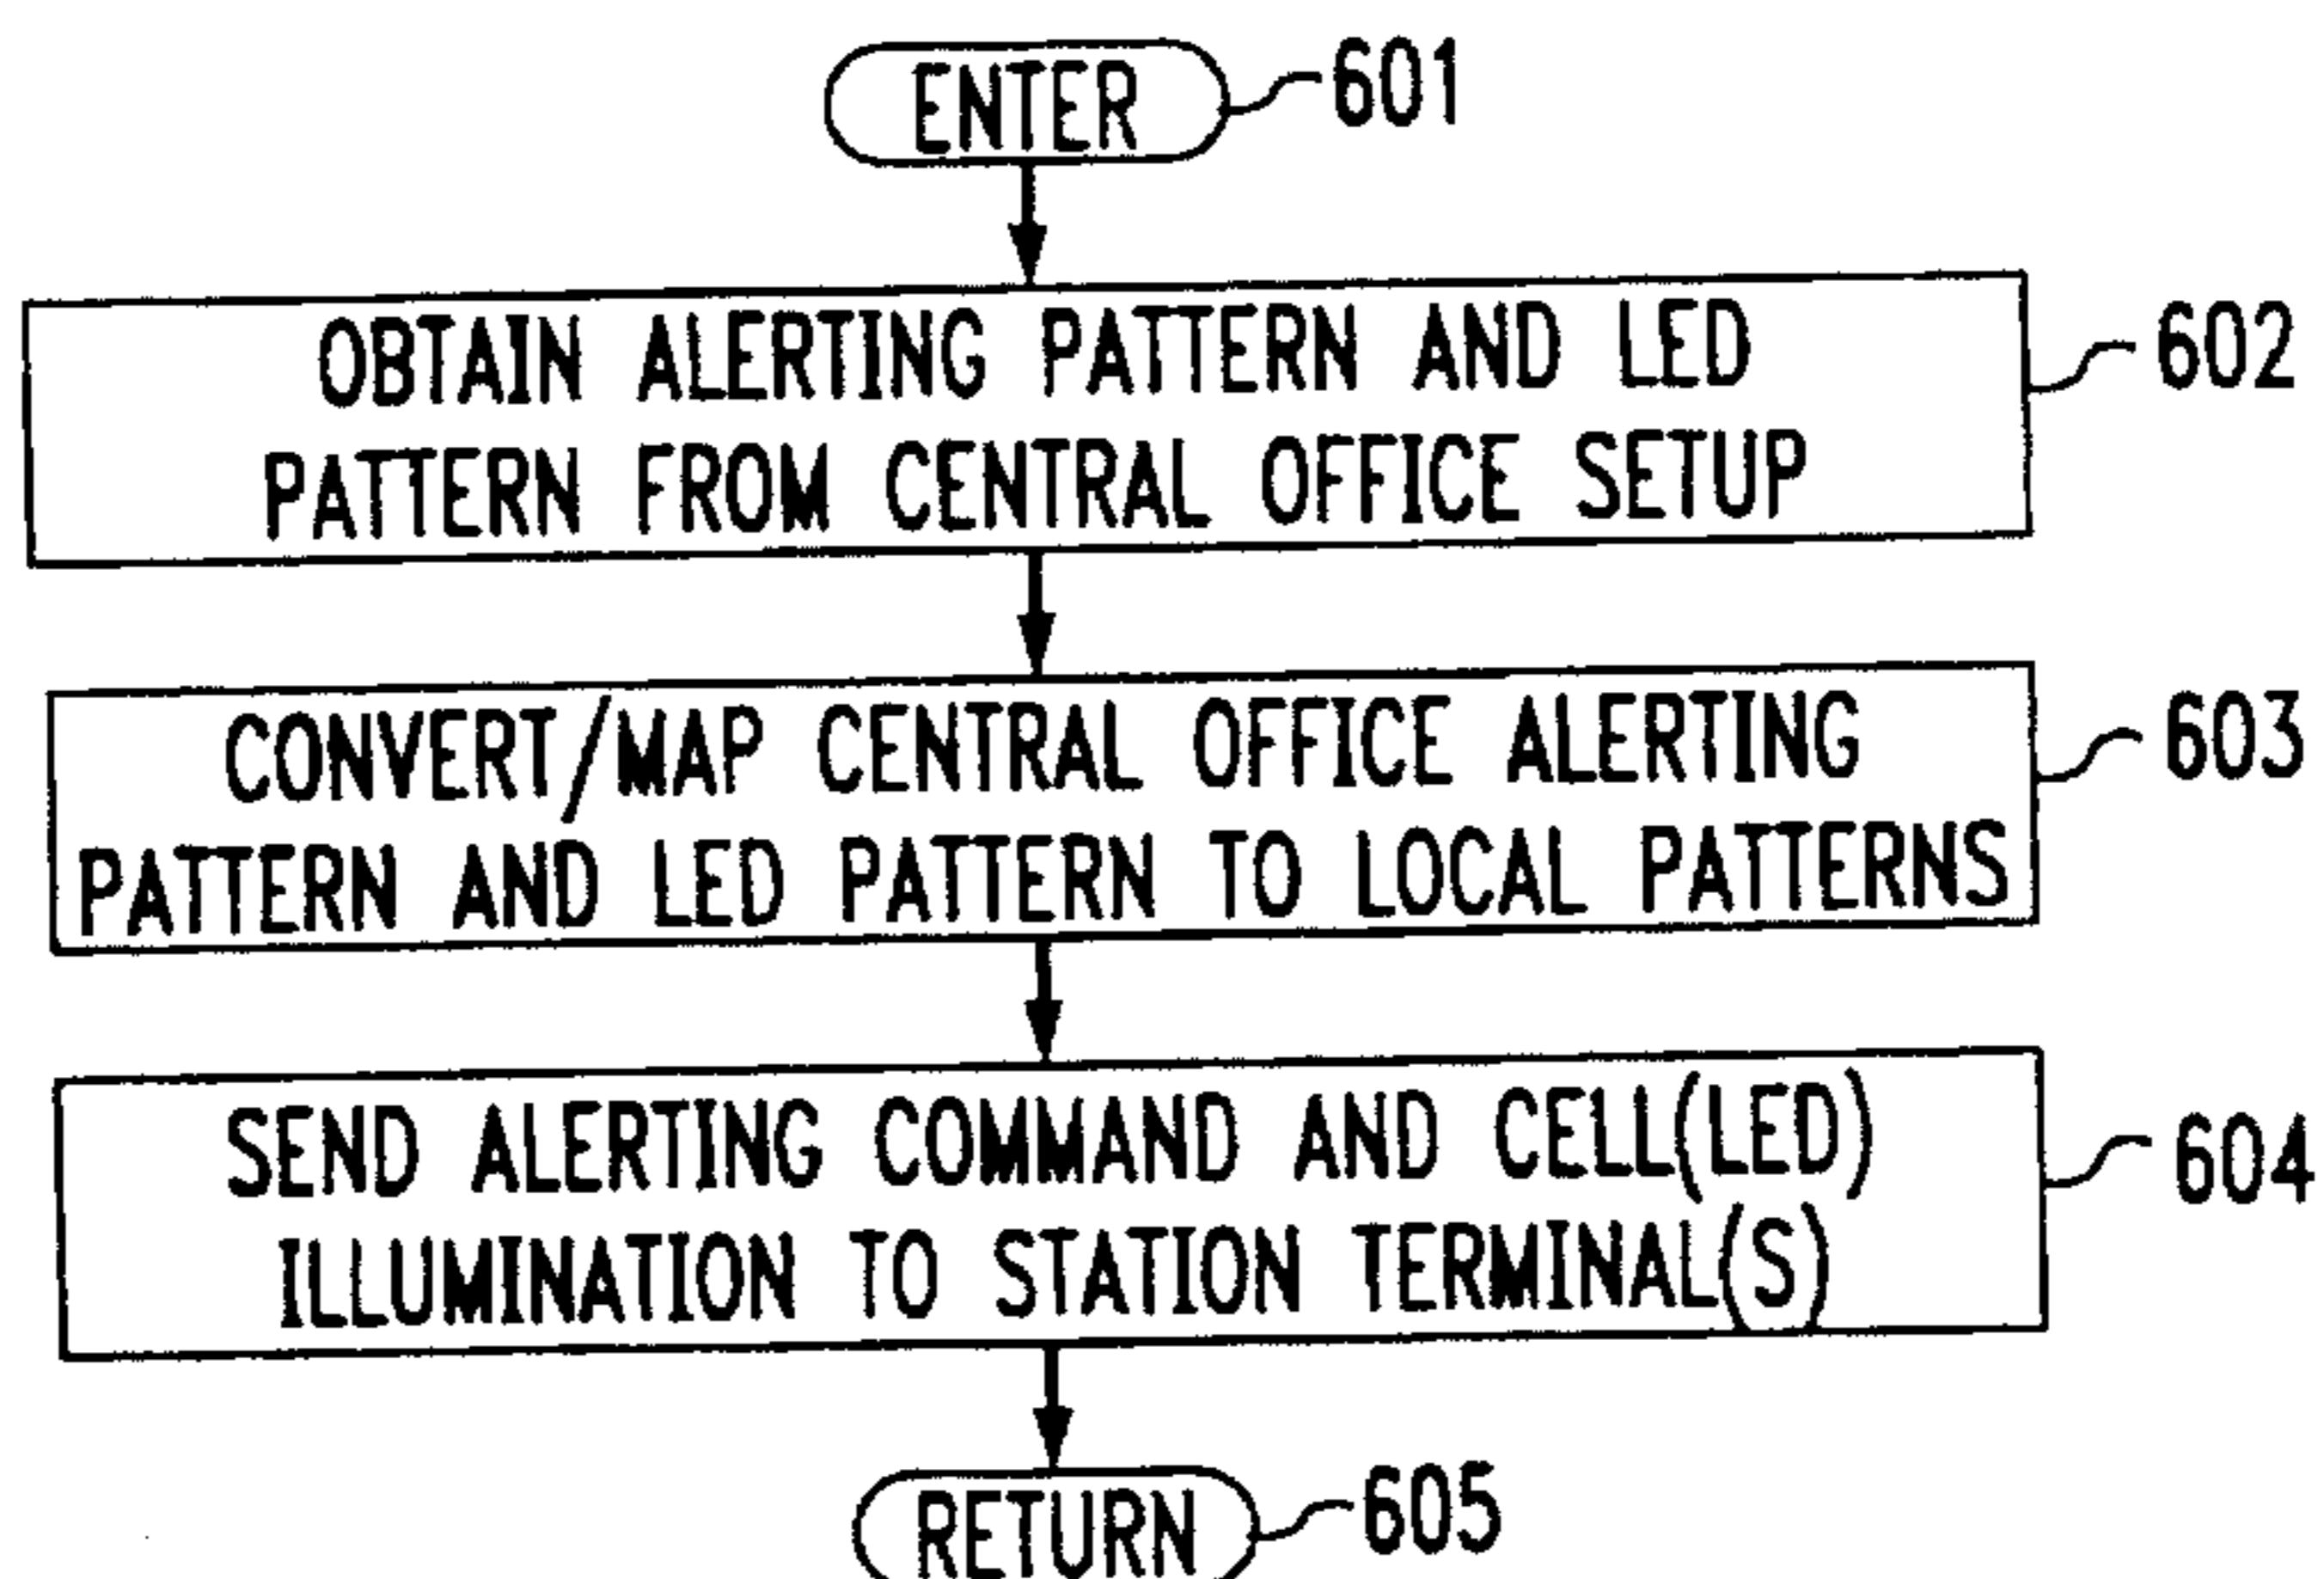 ENTER 601
OBTAIN ALERTING PATTERN AND LED
PATTERN FROM CENTRAL OFFICE SETUP
602
CONVERT/MAP CENTRAL OFFICE ALERTING
PATTERN AND LED PATTERN TO LOCAL PATTERNS
603
SEND ALERTING COMMAND AND CELL(LED)
ILLUMINATION TO STATION TERMINAL(S)
604
RETURN 605